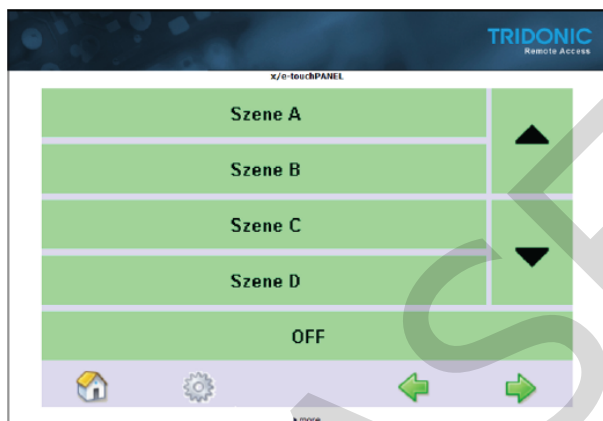 TRIDONIC
Remote Access
x/e-touchPANEL
Szene A
Szene B
Szene C
Szene D
OFF
more